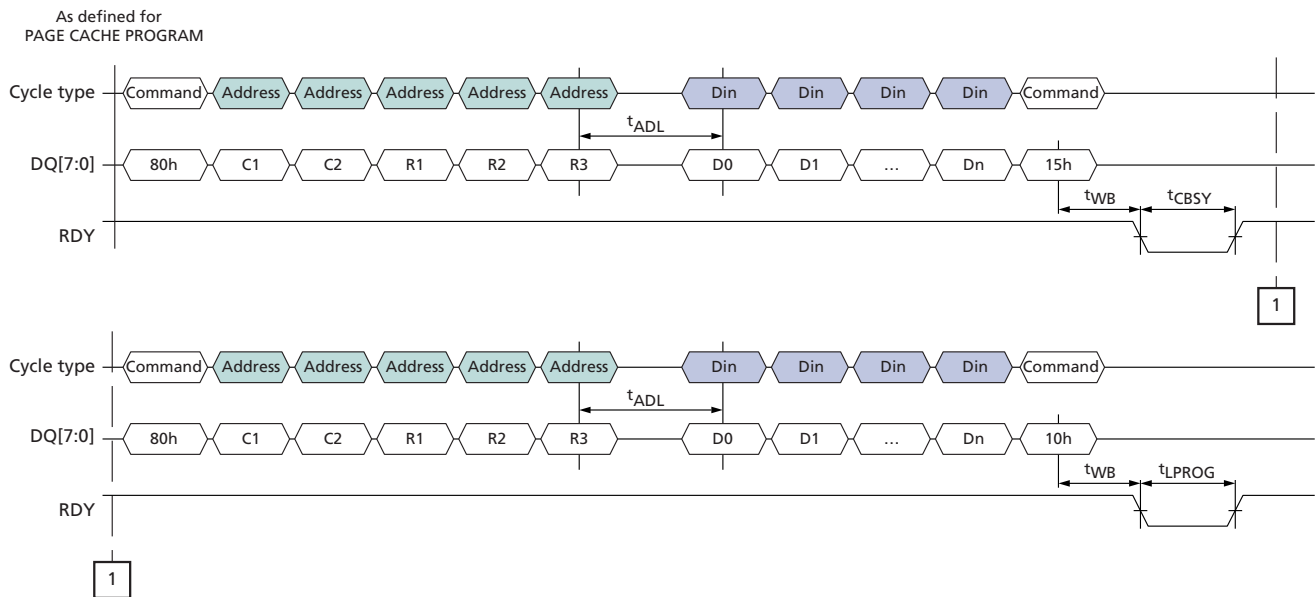 As defined for
PAGE CACHE PROGRAM
Cycle type Command Address Address Address Address Address Din Din Din Din Command
tADL
DQ[7:0] 80h C1 C2 R1 R2 R3 D0 D1 … Dn 15h
tWB tCBSY
RDY
1
Cycle type Command Address Address Address Address Address Din Din Din Din Command
tADL
DQ[7:0] 80h C1 C2 R1 R2 R3 D0 D1 … Dn 10h
tWB tLPROG
RDY
1